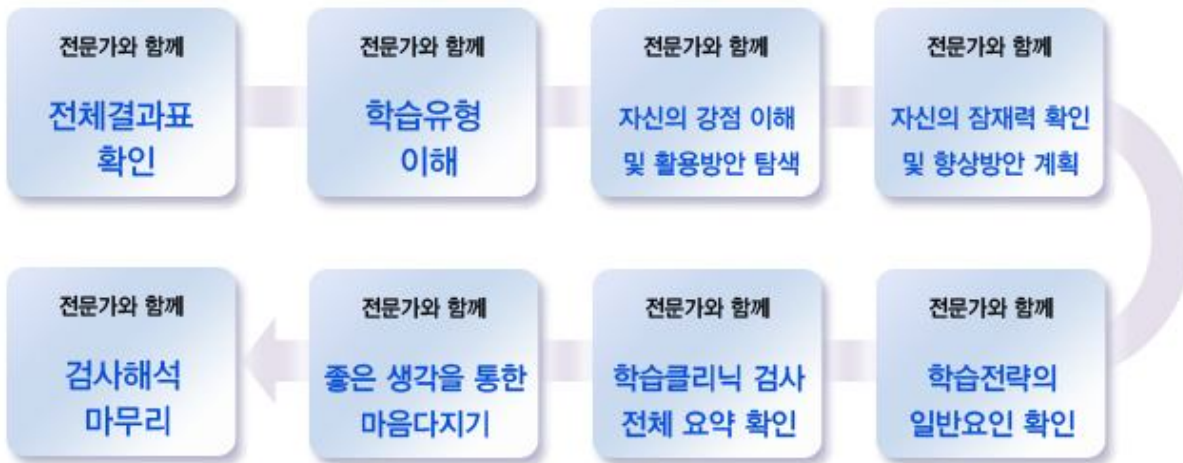 전문가와 함께
전체결과표
확인
전문가와 함께
학습유형
이해
전문가와 함께
자신의 강점 이해
및 활용방안 탐색
전문가와 함께
자신의 잠재력 확인
및 향상방안 계획
전문가와 함께
학습전략의
일반요인 확인
전문가와 함께
학습클리닉 검사
전체 요약 확인
전문가와 함께
좋은 생각을 통한
마음다지기
전문가와 함께
검사해석
마무리